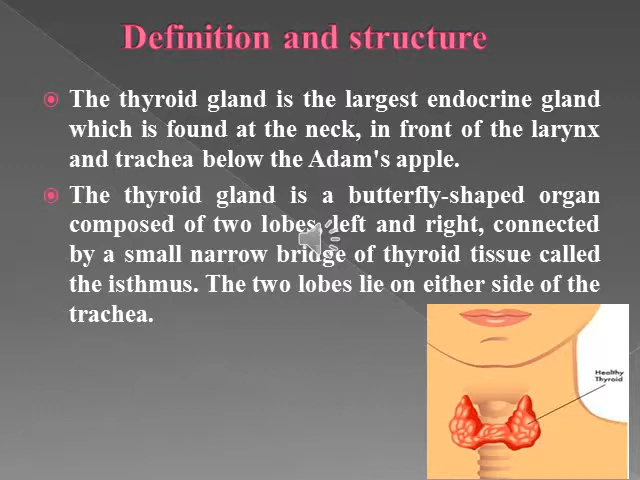 Definition and structure
The thyroid gland is the largest endocrine gland
which is found at the neck, in front of the larynx
and trachea below the Adam's apple.
The thyroid gland is a butterfly-shaped organ
composed of two lobes, left and right, connected
by a small narrow bridge of thyroid tissue called
the isthmus. The two lobes lie on either side of the
trachea.
Healthy
Thyroid